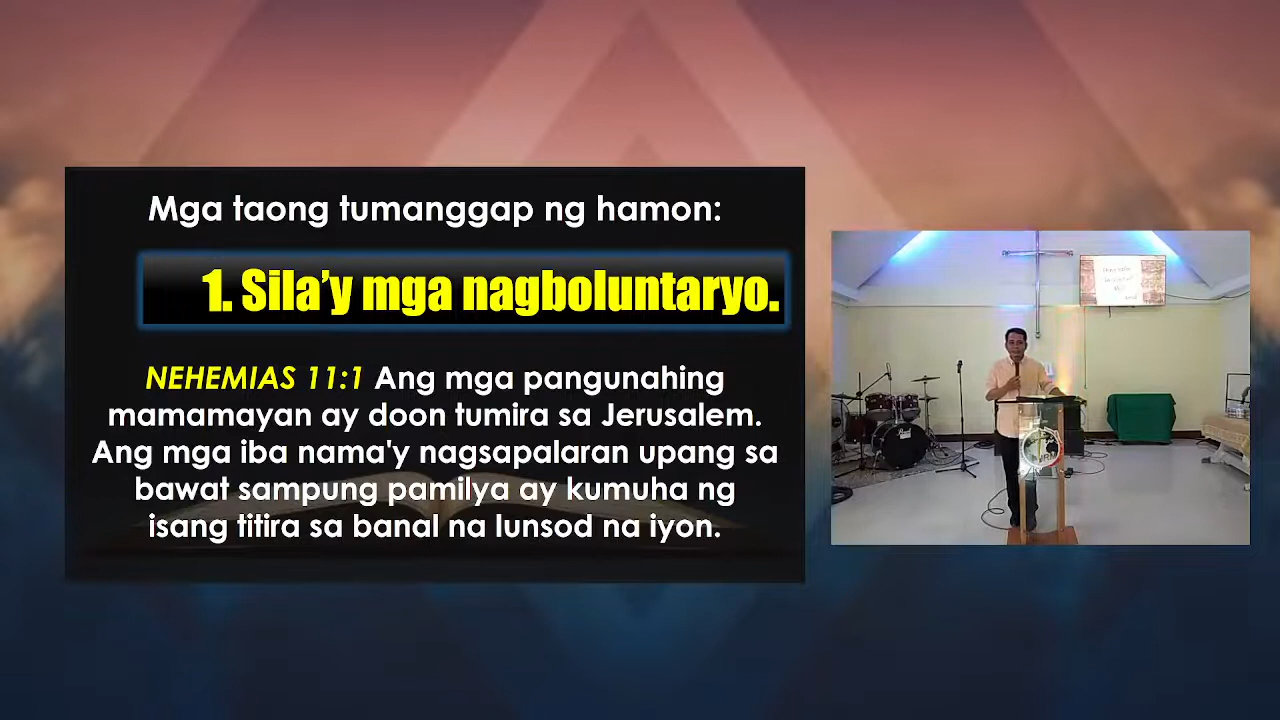 Mga taong tumanggap ng hamon:
1. Sila’y mga nagboluntaryo.
NEHEMIAS 11:1 Ang mga pangunahing
mamamayan ay doon tumira sa Jerusalem.
Ang mga iba nama'y nagsapalaran upang sa
bawat sampung pamilya ay kumuha ng
isang titira sa banal na lunsod na iyon.